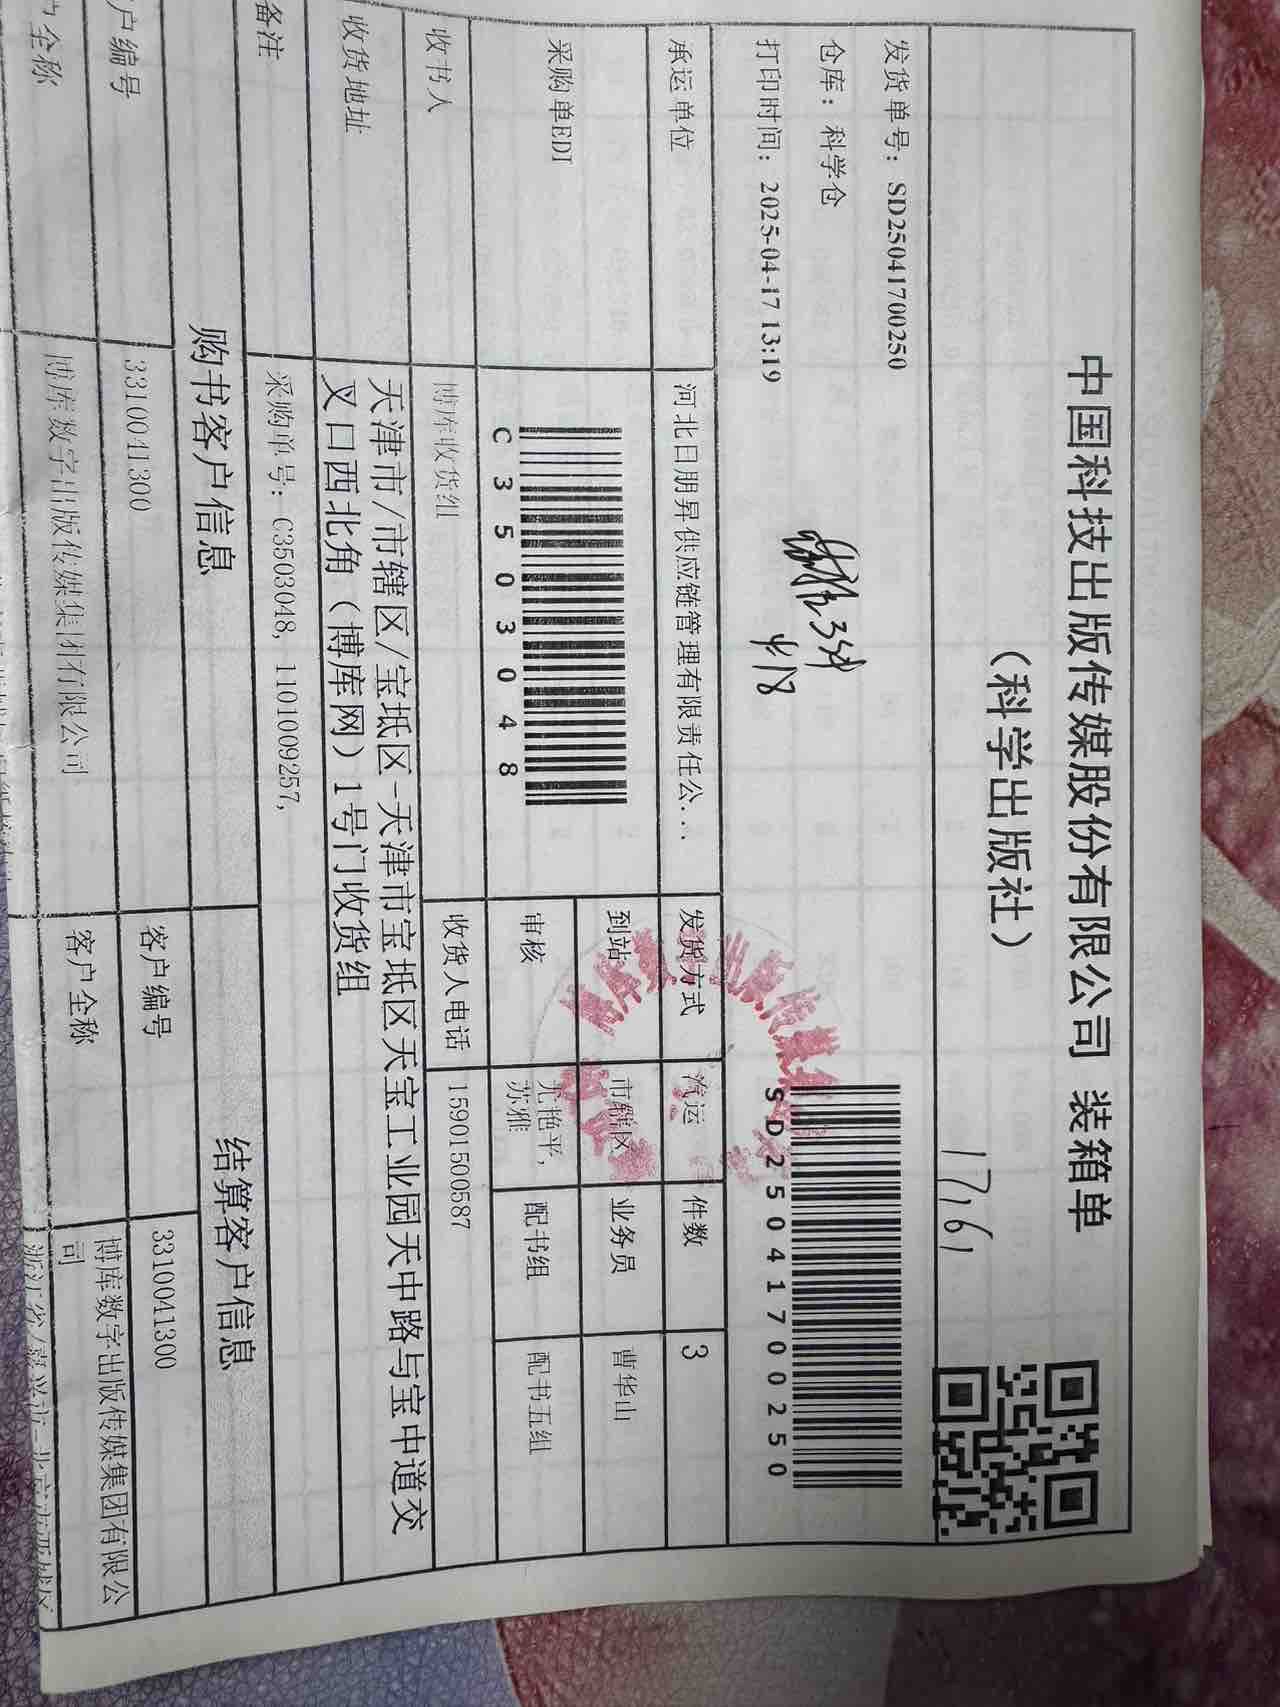 中国科技出版传媒股份有限公司 装箱单
（科学出版社）
发货单号：SD2504170​0250
仓库：科学仓
打印时间：2025-04-17 13:19
4/18
SD25041700250
承运单位 河北日朋昇供应链管理有限责任公... 发货方式 汽运 件数 3
采购单EDI C3503048 到站 市辖区 业务员 曹华山
审核 尤艳平，苏雅 配书组 配书五组
收书人 博库收货组 收货人电话 15901500587
收货地址 天津市/市辖区/宝坻区-天津市宝坻区天宝工业园天中路与宝中道交
叉口西北角（博库网）1号门收货组
备注 采购单号：C3503048，1101009257，
购书客户信息 结算客户信息
户编号 3310041300 客户编号 3310041300
全称 博库数字出版传媒集团有限公司 客户全称 博库数字出版传媒集团有限公
司